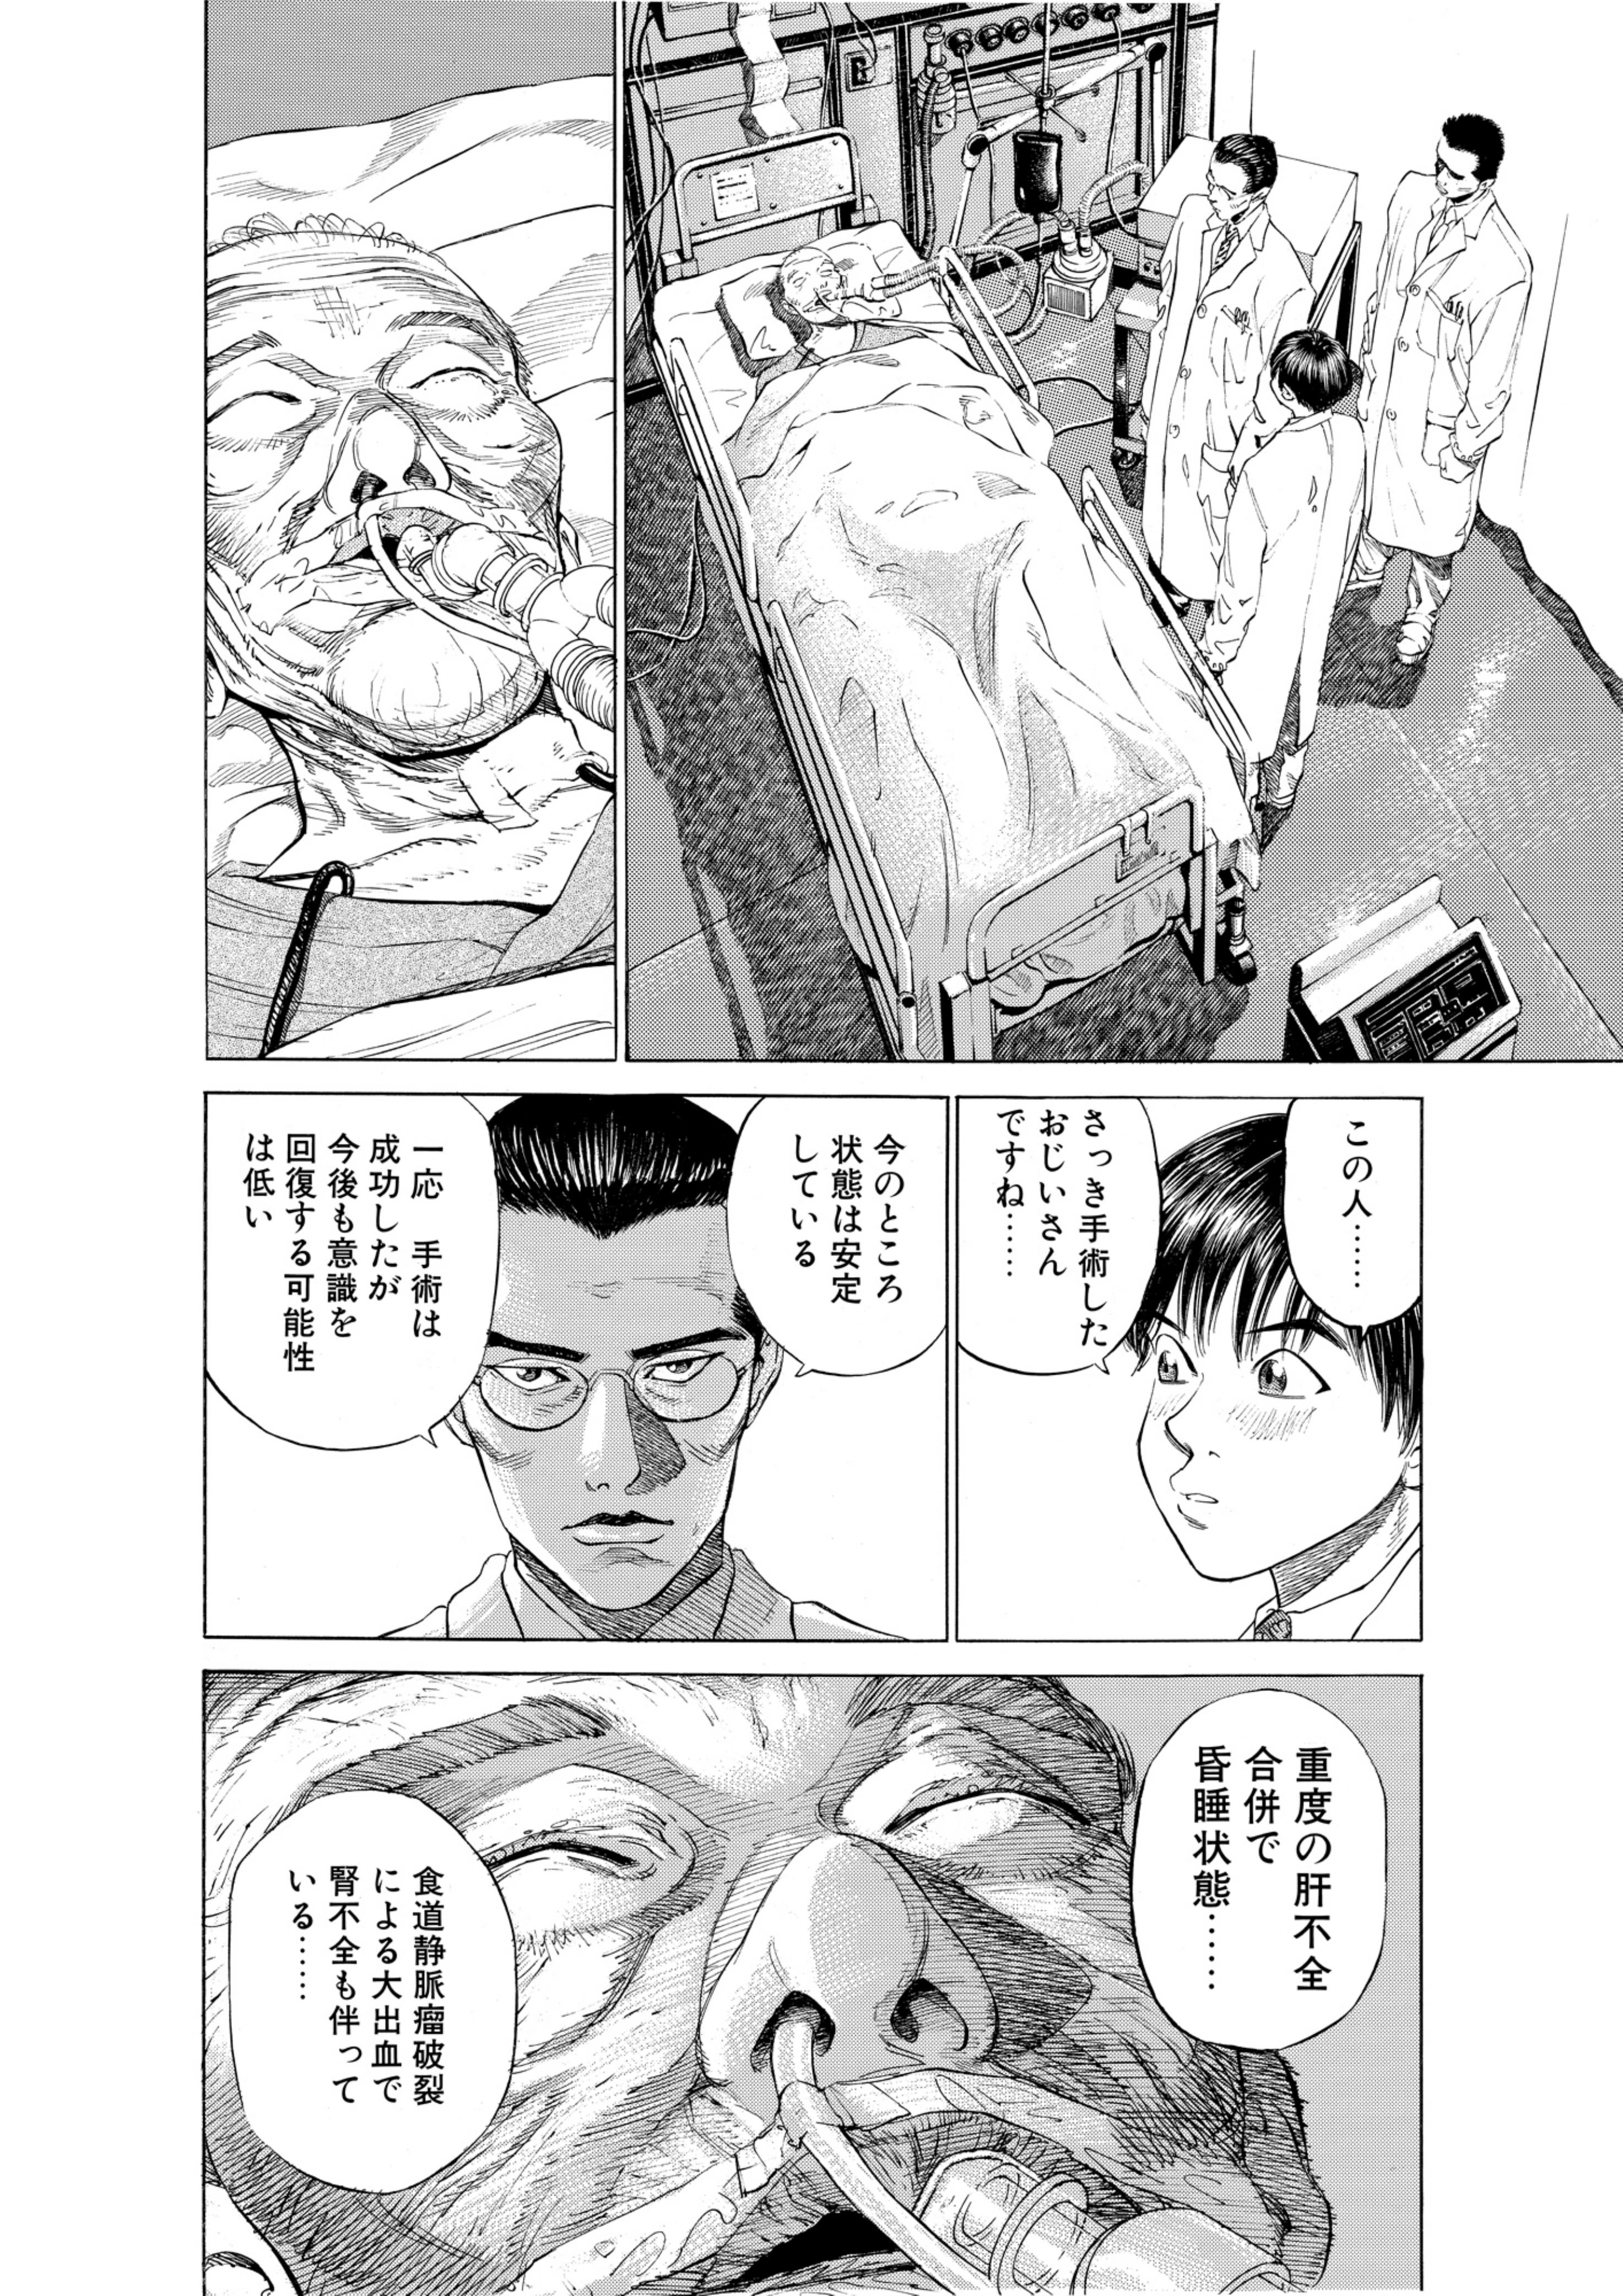 この人……
さっき手術した
おじいさん
ですね……
今のところ
状態は安定
している
一応　手術は
成功したが
今後も意識を
回復する可能性
は低い
重度の肝不全
合併で
昏睡状態……
食道静脈瘤破裂
による大出血で
腎不全も伴って
いる……